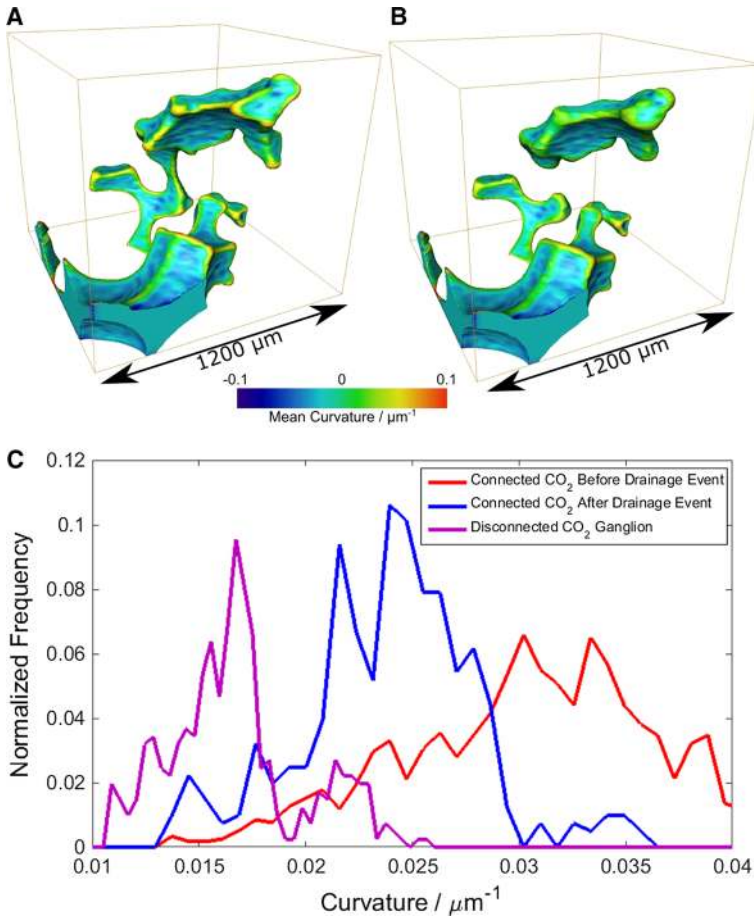 A
B
1200 μm
1200 μm
-0.1 0 0.1
Mean Curvature / μm⁻¹
C
0.12
0.1
0.08
0.06
0.04
0.02
0
Normalized Frequency
Connected CO₂ Before Drainage Event
Connected CO₂ After Drainage Event
Disconnected CO₂ Ganglion
0.01 0.015 0.02 0.025 0.03 0.035 0.04
Curvature / μm⁻¹